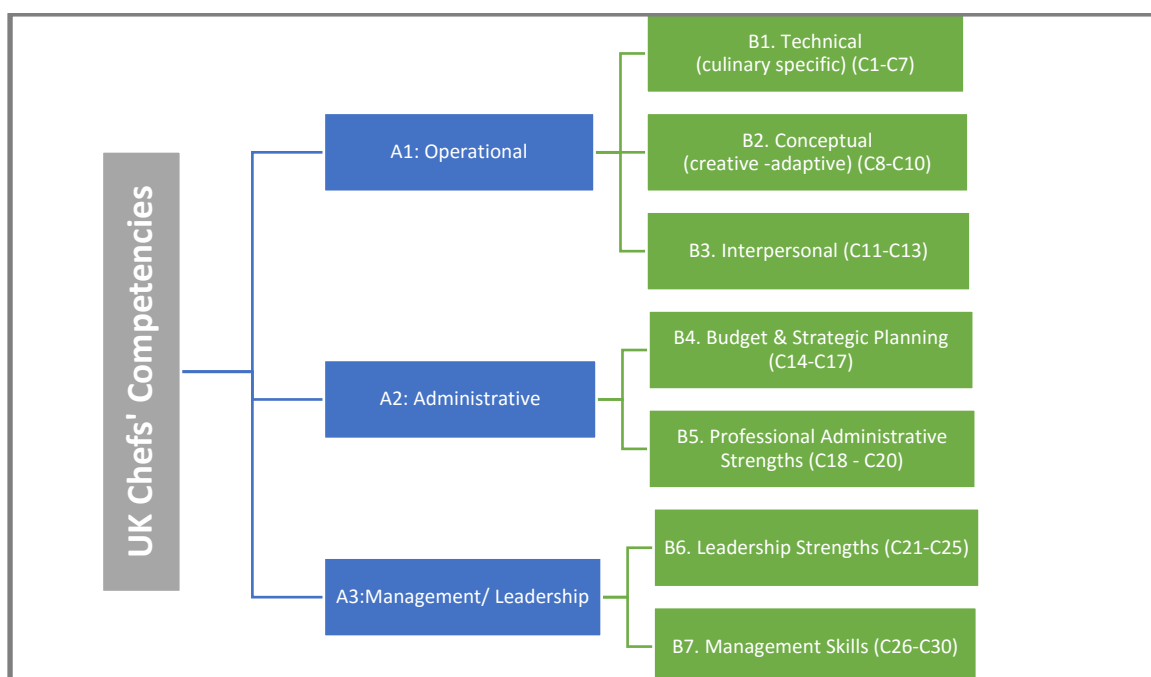 UK Chefs' Competencies
A1: Operational
B1. Technical
(culinary specific) (C1-C7)
B2. Conceptual
(creative -adaptive) (C8-C10)
B3. Interpersonal (C11-C13)
A2: Administrative
B4. Budget & Strategic Planning
(C14-C17)
B5. Professional Administrative
Strengths (C18 - C20)
A3:Management/ Leadership
B6. Leadership Strengths (C21-C25)
B7. Management Skills (C26-C30)